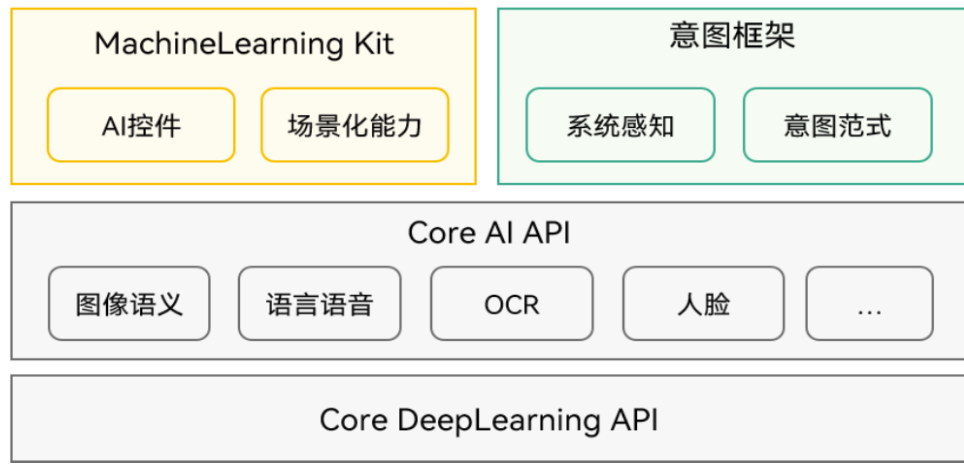 MachineLearning Kit
AI控件
场景化能力
意图框架
系统感知
意图范式
Core AI API
图像语义
语言语音
OCR
人脸
...
Core DeepLearning API